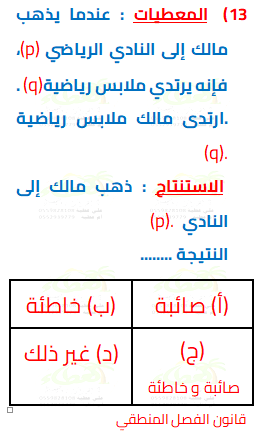 13) المعطيات : عندما يذهب
مالك إلى النادي الرياضي (p)،
فإنه يرتدي ملابس رياضية(q) .
.ارتدى مالك ملابس رياضية
.(q)
الاستنتاج : ذهب مالك إلى
النادي .(p)
النتيجة ........
(أ) صائبة
(ب) خاطئة
(ج)
صائبة و خاطئة
(د) غير ذلك
قانون الفصل المنطقي